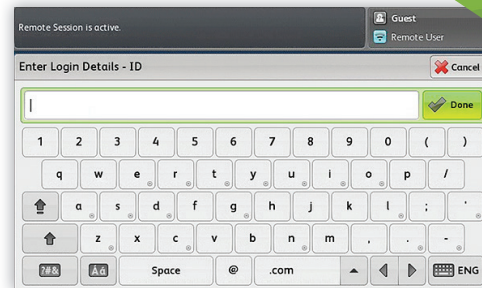 Guest
Remote Session is active.
Remote User
Enter Login Details - ID
Cancel
Done
1 2 3 4 5 6 7 8 9 0 ( )
q w e r t y u i o p /
a s d f g h j k l ; '
z x c v b n m , . -
?#& Áá Space @ .com ENG